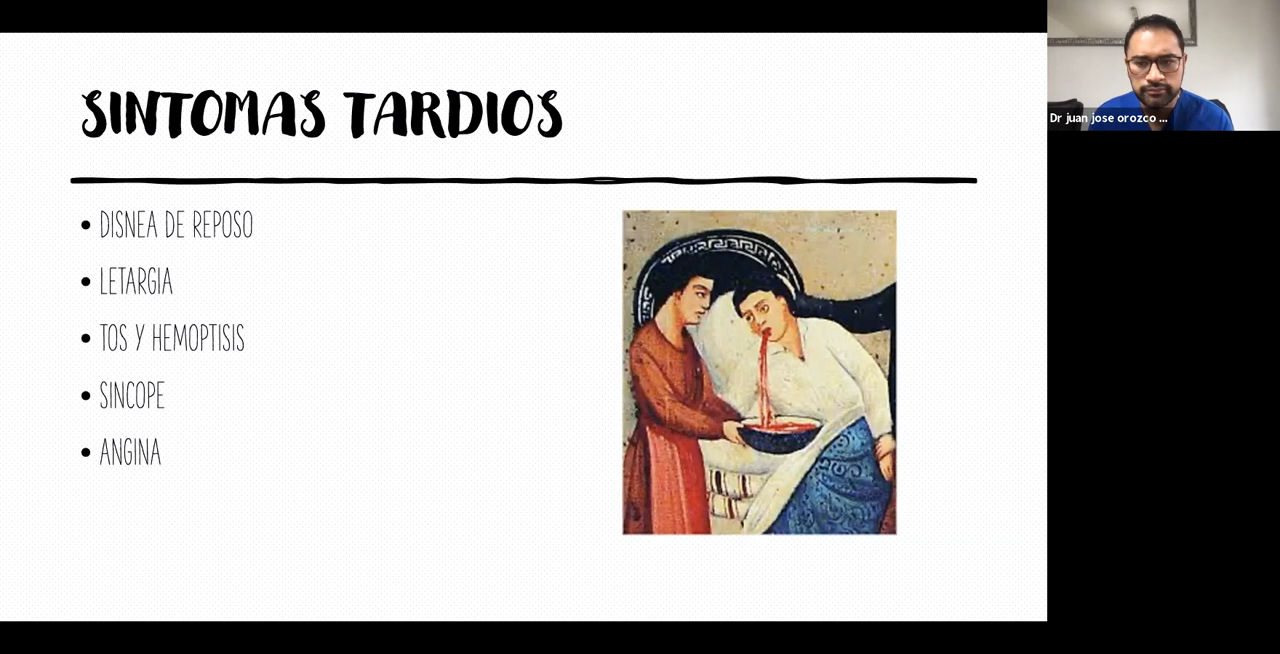 SINTOMAS TARDIOS
• DISNEA DE REPOSO
• LETARGIA
• TOS Y HEMOPTISIS
• SINCOPE
• ANGINA
Dr juan jose orozco ...